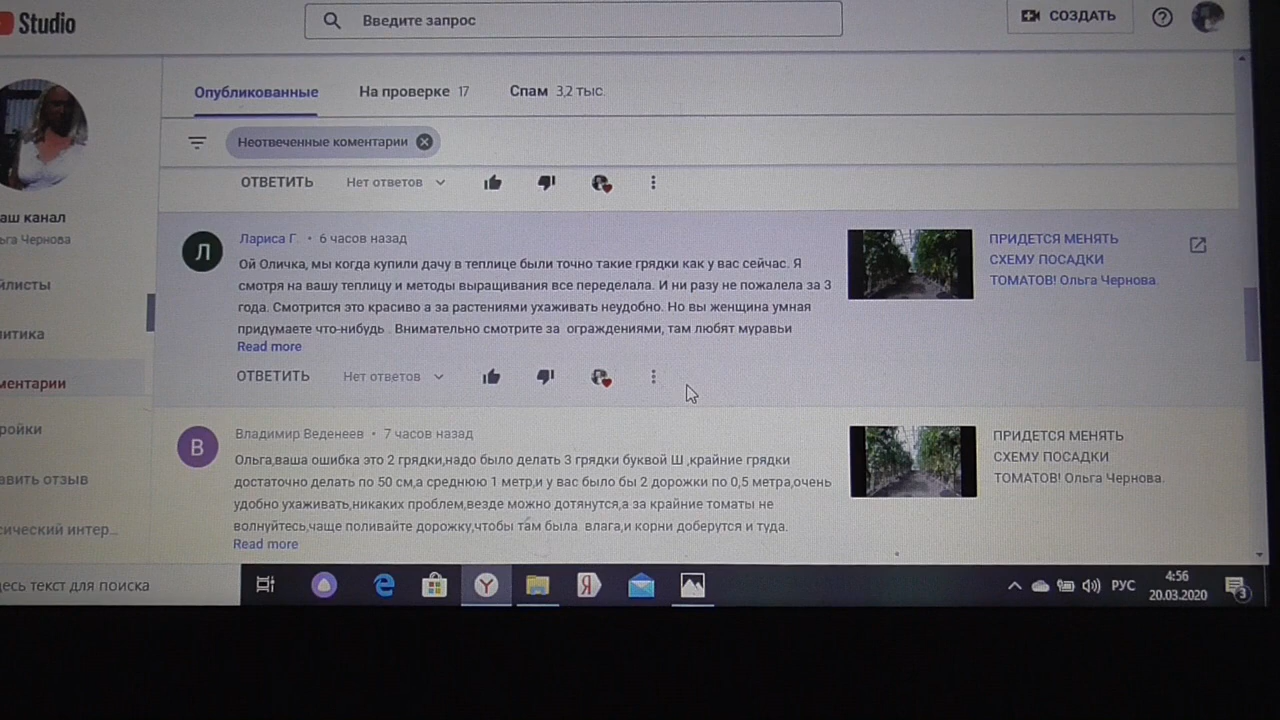 Studio
Введите запрос
СОЗДАТЬ
Опубликованные
На проверке 17
Спам 3,2 тыс.
Неотвеченные коментарии
ОТВЕТИТЬ
Нет ответов
аш канал
ьга Чернова
йлисты
литика
ментарии
ройки
авить отзыв
сический интер...
Л
Лариса Г. • 6 часов назад
Ой Оличка, мы когда купили дачу в теплице были точно такие грядки как у вас сейчас. Я
смотря на вашу теплицу и методы выращивания все переделала. И ни разу не пожалела за 3
года. Смотрится это красиво а за растениями ухаживать неудобно. Но вы женщина умная
придумаете что-нибудь . Внимательно смотрите за ограждениями, там любят муравьи
Read more
ПРИДЕТСЯ МЕНЯТЬ
СХЕМУ ПОСАДКИ
ТОМАТОВ! Ольга Чернова.
ОТВЕТИТЬ
Нет ответов
В
Владимир Веденеев • 7 часов назад
Ольга,ваша ошибка это 2 грядки,надо было делать 3 грядки буквой Ш ,крайние грядки
достаточно делать по 50 см,а среднюю 1 метр,и у вас было бы 2 дорожки по 0,5 метра,очень
удобно ухаживать,никаких проблем,везде можно дотянутся,а за крайние томаты не
волнуйтесь,чаще поливайте дорожку,чтобы там была влага,и корни доберутся и туда.
Read more
ПРИДЕТСЯ МЕНЯТЬ
СХЕМУ ПОСАДКИ
ТОМАТОВ! Ольга Чернова.
десь текст для поиска
Y
Я
РУС
4:56
20.03.2020
3